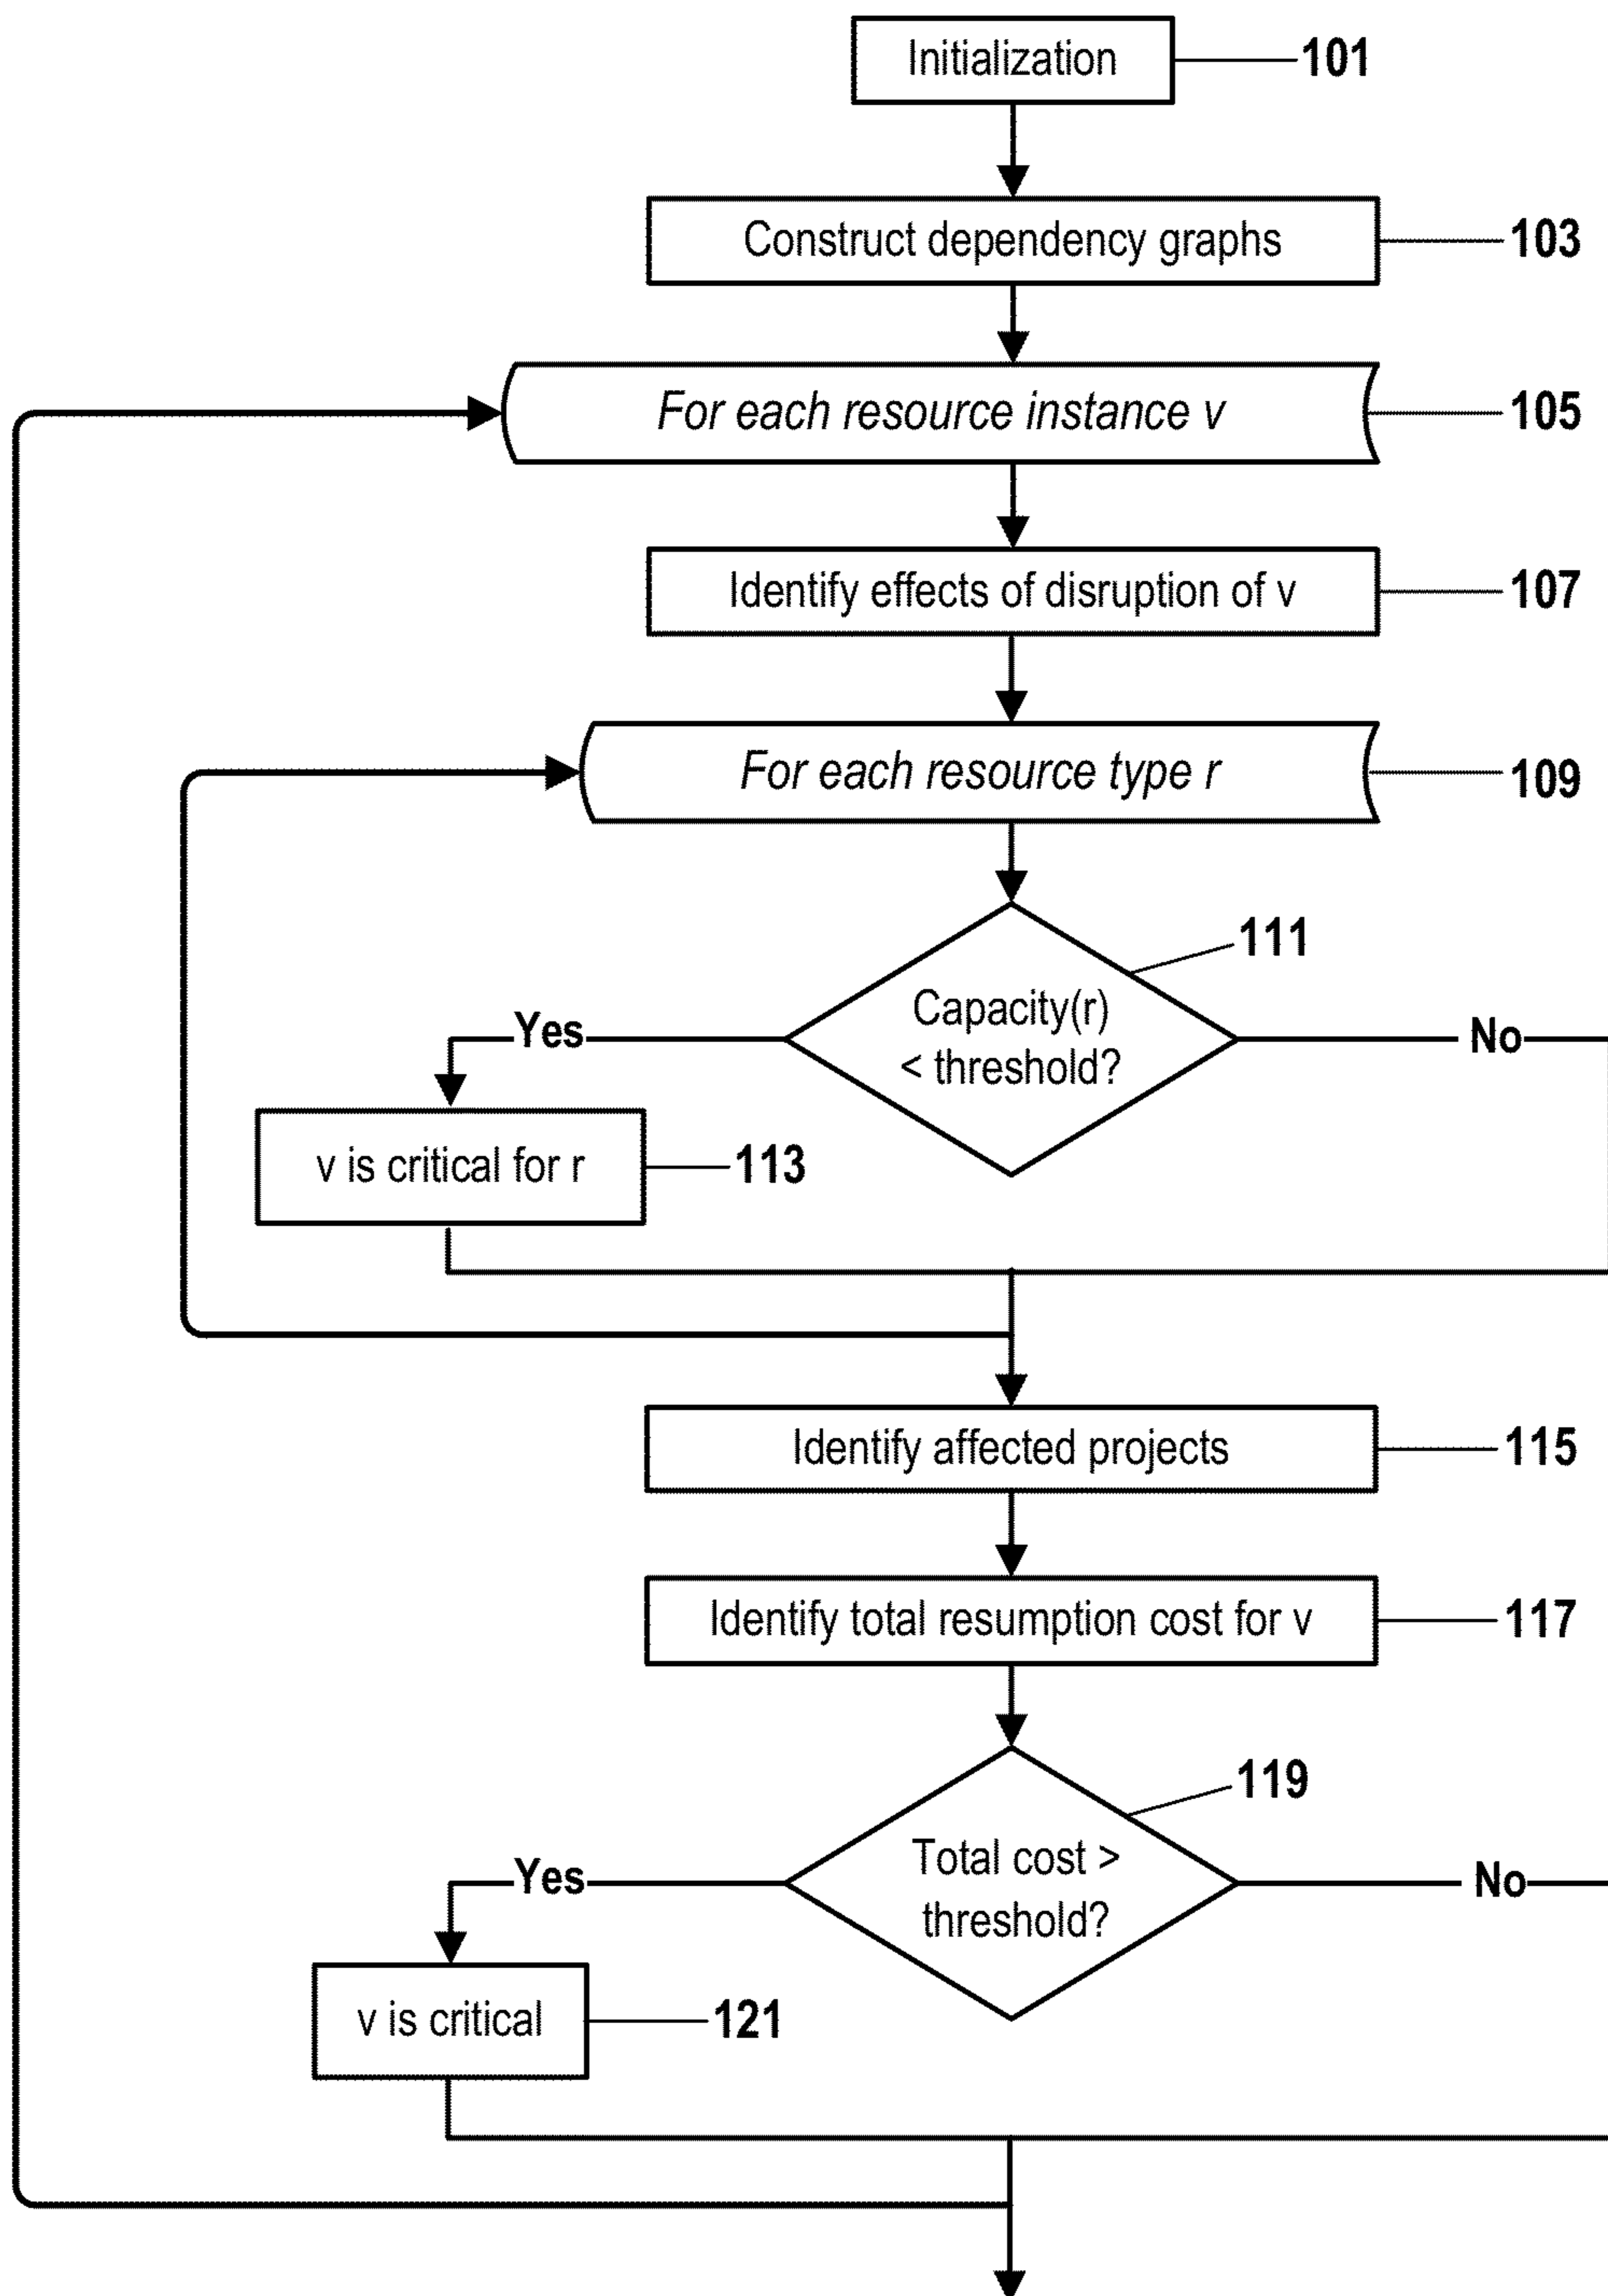 Initialization
101
Construct dependency graphs
103
For each resource instance v
105
Identify effects of disruption of v
107
For each resource type r
109
111
Capacity(r)
< threshold?
Yes
No
v is critical for r
113
Identify affected projects
115
Identify total resumption cost for v
117
119
Total cost >
threshold?
Yes
No
v is critical
121